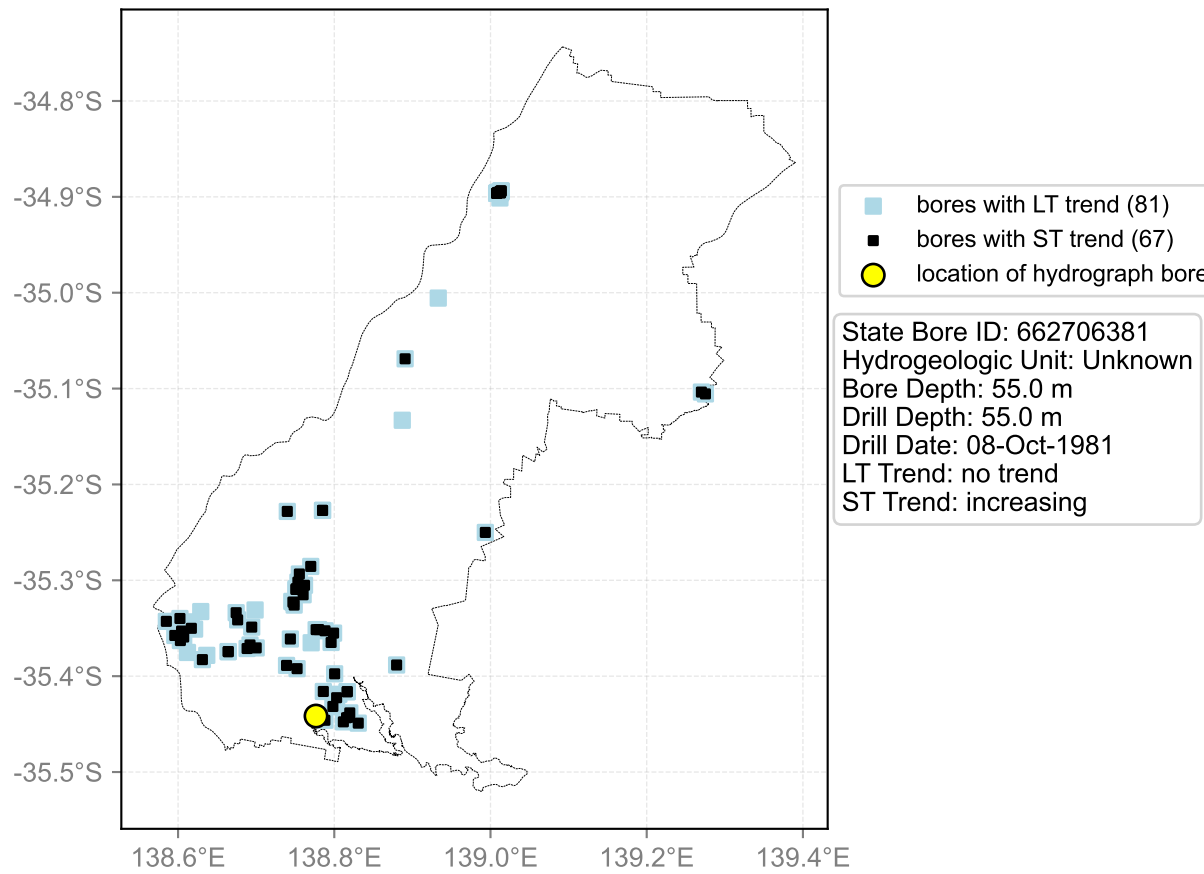 -34.8°S
-34.9°S
-35.0°S
-35.1°S
-35.2°S
-35.3°S
-35.4°S
-35.5°S
138.6°E 138.8°E 139.0°E 139.2°E 139.4°E
bores with LT trend (81)
bores with ST trend (67)
location of hydrograph bore
State Bore ID: 662706381
Hydrogeologic Unit: Unknown
Bore Depth: 55.0 m
Drill Depth: 55.0 m
Drill Date: 08-Oct-1981
LT Trend: no trend
ST Trend: increasing